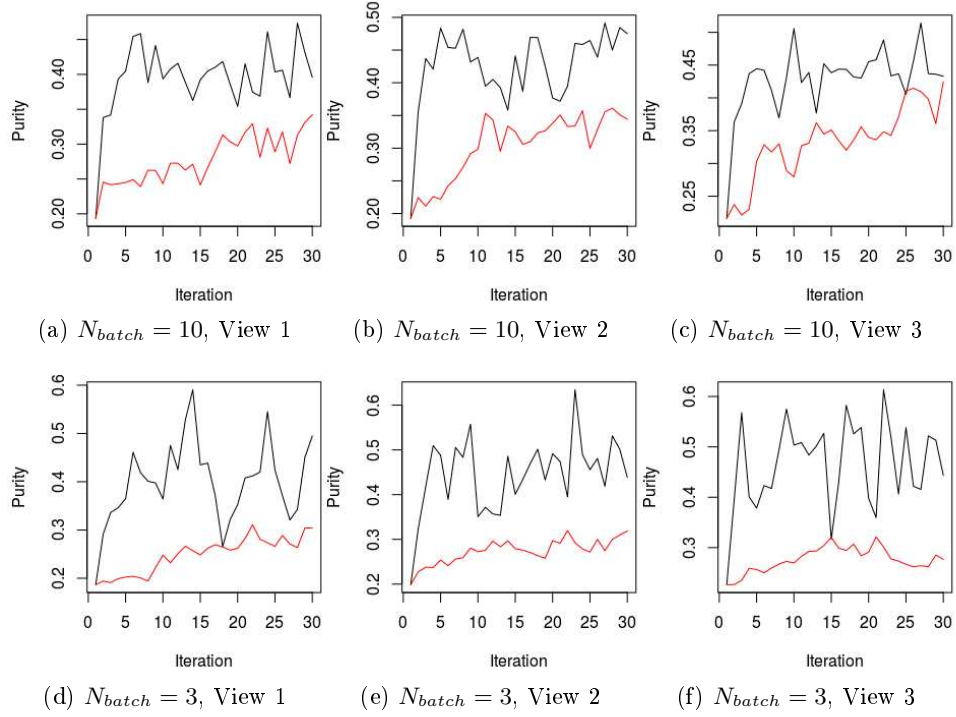 0.20 0.30 0.40
Purity
0 5 10 15 20 25 30
Iteration
(a) N_batch = 10, View 1
0.20 0.30 0.40 0.50
Purity
0 5 10 15 20 25 30
Iteration
(b) N_batch = 10, View 2
0.25 0.35 0.45
Purity
0 5 10 15 20 25 30
Iteration
(c) N_batch = 10, View 3
0.2 0.3 0.4 0.5 0.6
Purity
0 5 10 15 20 25 30
Iteration
(d) N_batch = 3, View 1
0.2 0.3 0.4 0.5 0.6
Purity
0 5 10 15 20 25 30
Iteration
(e) N_batch = 3, View 2
0.3 0.4 0.5 0.6
Purity
0 5 10 15 20 25 30
Iteration
(f) N_batch = 3, View 3